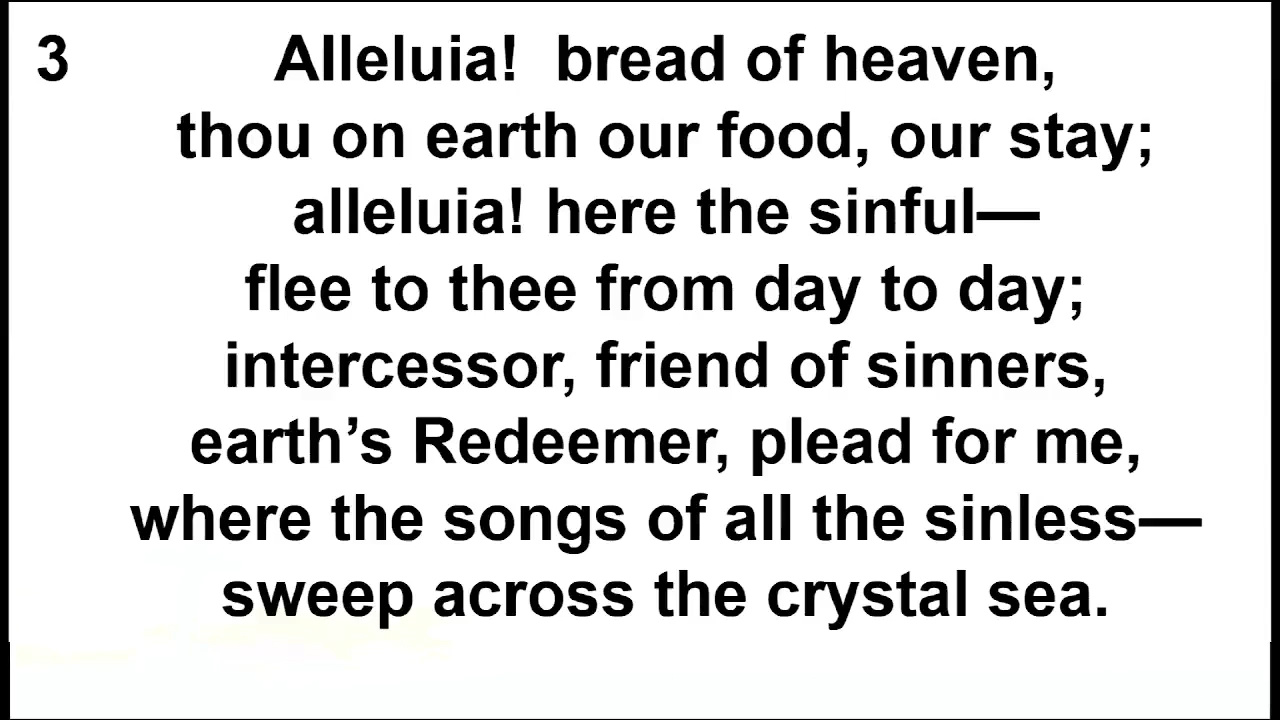 3
Alleluia!  bread of heaven,
thou on earth our food, our stay;
alleluia! here the sinful—
flee to thee from day to day;
intercessor, friend of sinners,
earth’s Redeemer, plead for me,
where the songs of all the sinless—
sweep across the crystal sea.